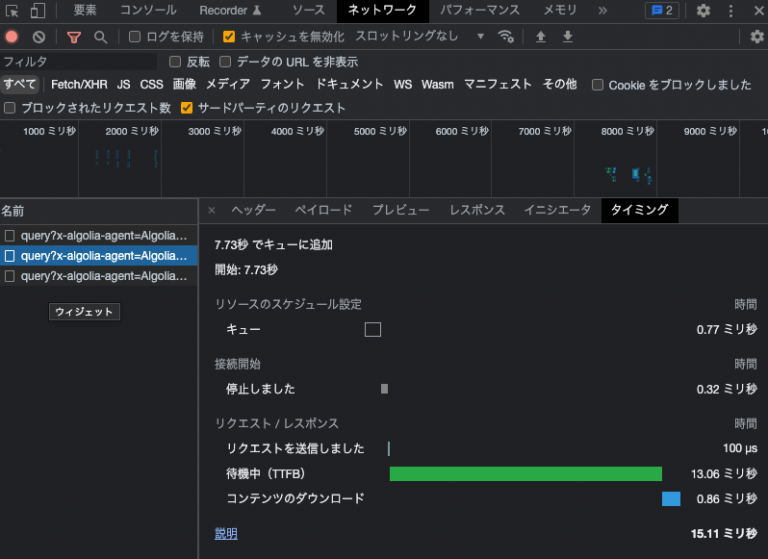 要素 コンソール Recorder ソース ネットワーク パフォーマンス メモリ » 2
ログを保持 キャッシュを無効化 スロットリングなし
フィルタ 反転 データの URL を非表示
すべて Fetch/XHR JS CSS 画像 メディア フォント ドキュメント WS Wasm マニフェスト その他 Cookie をブロックしました
ブロックされたリクエスト数 サードパーティのリクエスト
1000 ミリ秒 2000 ミリ秒 3000 ミリ秒 4000 ミリ秒 5000 ミリ秒 6000 ミリ秒 7000 ミリ秒 8000 ミリ秒 9000 ミリ秒
名前 × ヘッダー ペイロード プレビュー レスポンス イニシエータ タイミング
query?x-algolia-agent=Algolia...
query?x-algolia-agent=Algolia...
query?x-algolia-agent=Algolia...
ウィジェット
7.73秒 でキューに追加
開始: 7.73秒
リソースのスケジュール設定 時間
キュー 0.77 ミリ秒
接続開始 時間
停止しました 0.32 ミリ秒
リクエスト / レスポンス 時間
リクエストを送信しました 100 μs
待機中（TTFB） 13.06 ミリ秒
コンテンツのダウンロード 0.86 ミリ秒
説明 15.11 ミリ秒